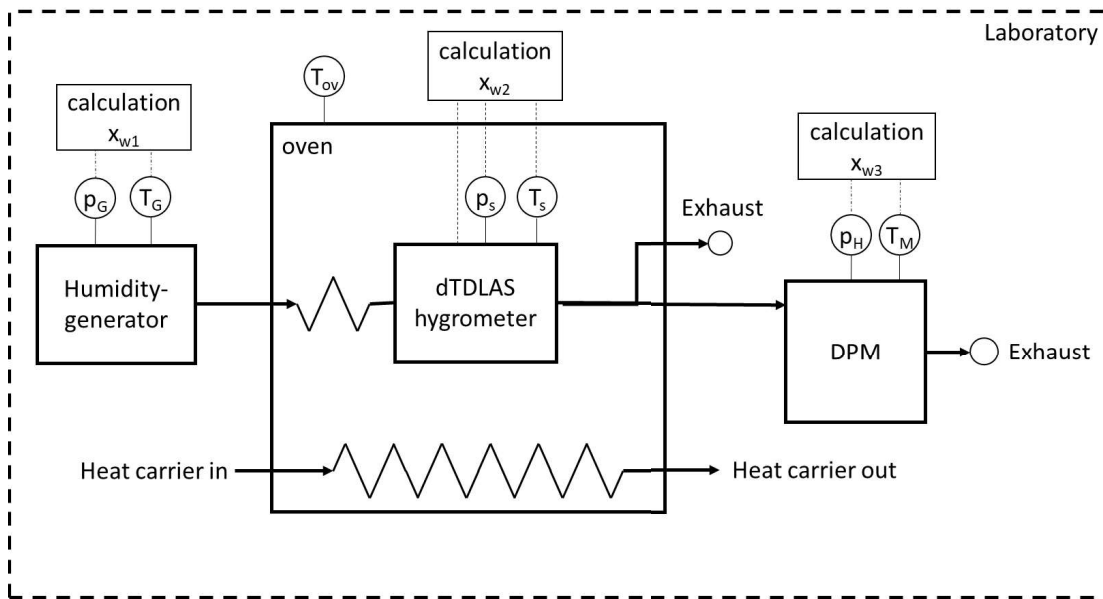 Laboratory
calculation
x_w1
p_G
T_G
Humidity-
generator
T_ov
oven
calculation
x_w2
p_s
T_s
dTDLAS
hygrometer
Exhaust
calculation
x_w3
p_H
T_M
DPM
Exhaust
Heat carrier in
Heat carrier out